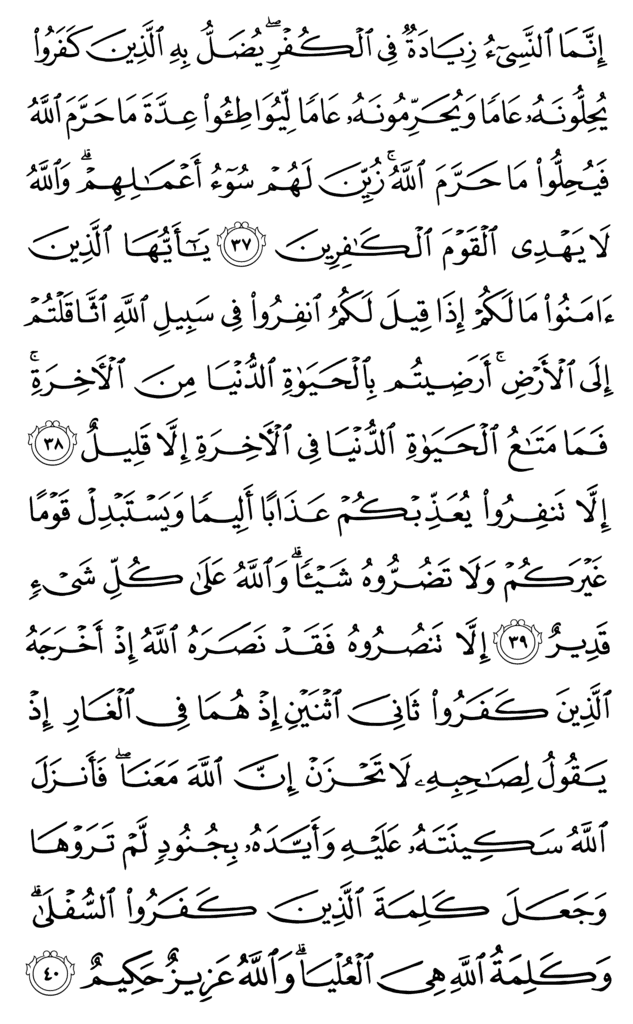 إِنَّمَا ٱلنَّسِىٓءُ زِيَادَةٌ فِى ٱلْكُفْرِ ۖ يُضَلُّ بِهِ ٱلَّذِينَ كَفَرُوا۟
يُحِلُّونَهُۥ عَامًا وَيُحَرِّمُونَهُۥ عَامًا لِّيُوَاطِـُٔوا۟ عِدَّةَ مَا حَرَّمَ ٱللَّهُ
فَيُحِلُّوا۟ مَا حَرَّمَ ٱللَّهُ ۚ زُيِّنَ لَهُمْ سُوٓءُ أَعْمَـٰلِهِمْ ۗ وَٱللَّهُ
لَا يَهْدِى ٱلْقَوْمَ ٱلْكَـٰفِرِينَ ٣٧ يَـٰٓأَيُّهَا ٱلَّذِينَ
ءَامَنُوا۟ مَا لَكُمْ إِذَا قِيلَ لَكُمُ ٱنفِرُوا۟ فِى سَبِيلِ ٱللَّهِ ٱثَّاقَلْتُمْ
إِلَى ٱلْأَرْضِ ۚ أَرَضِيتُم بِٱلْحَيَوٰةِ ٱلدُّنْيَا مِنَ ٱلْـَٔاخِرَةِ ۚ
فَمَا مَتَـٰعُ ٱلْحَيَوٰةِ ٱلدُّنْيَا فِى ٱلْـَٔاخِرَةِ إِلَّا قَلِيلٌ ٣٨
إِلَّا تَنفِرُوا۟ يُعَذِّبْكُمْ عَذَابًا أَلِيمًا وَيَسْتَبْدِلْ قَوْمًا
غَيْرَكُمْ وَلَا تَضُرُّوهُ شَيْـًٔا ۗ وَٱللَّهُ عَلَىٰ كُلِّ شَىْءٍ
قَدِيرٌ ٣٩ إِلَّا تَنصُرُوهُ فَقَدْ نَصَرَهُ ٱللَّهُ إِذْ أَخْرَجَهُ
ٱلَّذِينَ كَفَرُوا۟ ثَانِىَ ٱثْنَيْنِ إِذْ هُمَا فِى ٱلْغَارِ إِذْ
يَقُولُ لِصَـٰحِبِهِۦ لَا تَحْزَنْ إِنَّ ٱللَّهَ مَعَنَا ۖ فَأَنزَلَ
ٱللَّهُ سَكِينَتَهُۥ عَلَيْهِ وَأَيَّدَهُۥ بِجُنُودٍ لَّمْ تَرَوْهَا
وَجَعَلَ كَلِمَةَ ٱلَّذِينَ كَفَرُوا۟ ٱلسُّفْلَىٰ ۗ
وَكَلِمَةُ ٱللَّهِ هِىَ ٱلْعُلْيَا ۗ وَٱللَّهُ عَزِيزٌ حَكِيمٌ ٤٠